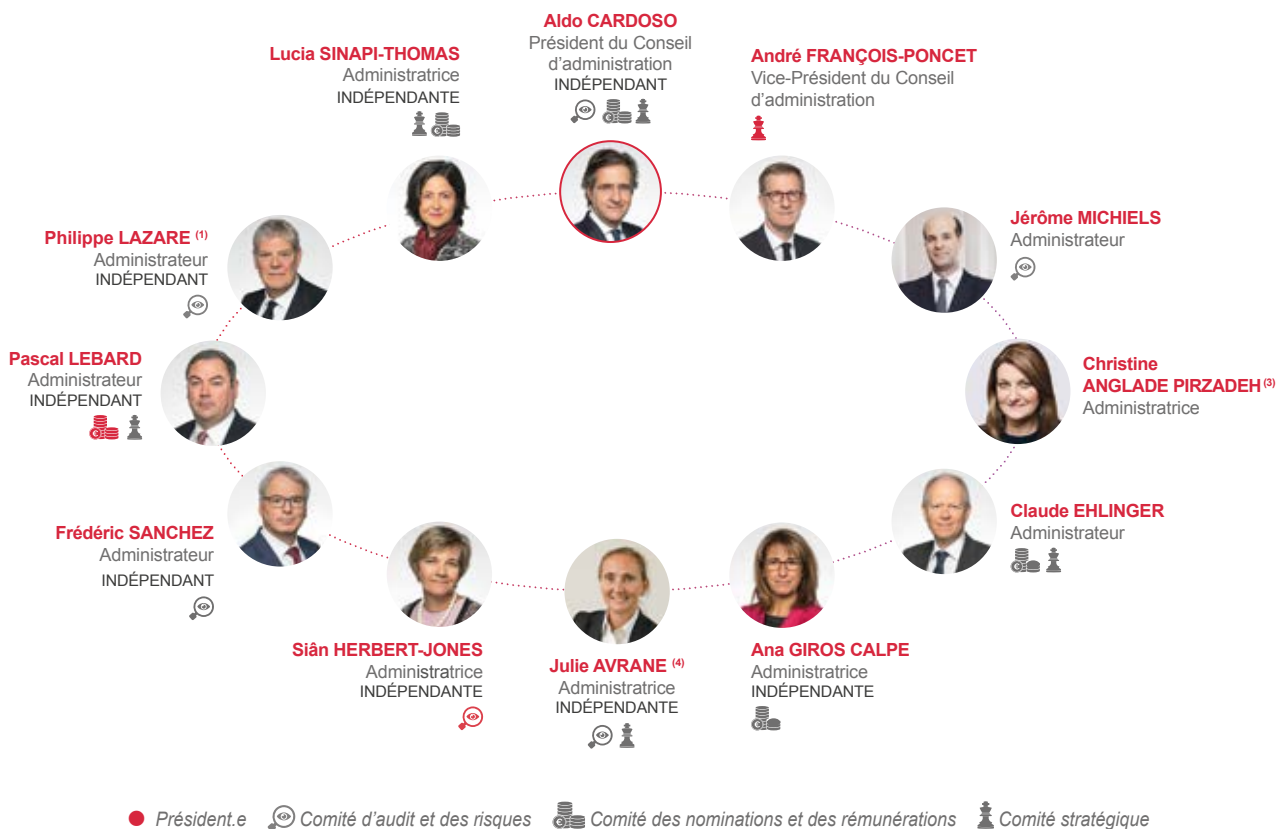 Aldo CARDOSO
Président du Conseil
d'administration
INDÉPENDANT
Lucia SINAPI-THOMAS
Administratrice
INDÉPENDANTE
André FRANÇOIS-PONCET
Vice-Président du Conseil
d'administration
Philippe LAZARE (1)
Administrateur
INDÉPENDANT
Jérôme MICHIELS
Administrateur
Pascal LEBARD
Administrateur
INDÉPENDANT
Christine
ANGLADE PIRZADEH (3)
Administratrice
Frédéric SANCHEZ
Administrateur
INDÉPENDANT
Claude EHLINGER
Administrateur
Siân HERBERT-JONES
Administratrice
INDÉPENDANTE
Julie AVRANE (4)
Administratrice
INDÉPENDANTE
Ana GIROS CALPE
Administratrice
INDÉPENDANTE
Président.e Comité d'audit et des risques Comité des nominations et des rémunérations Comité stratégique